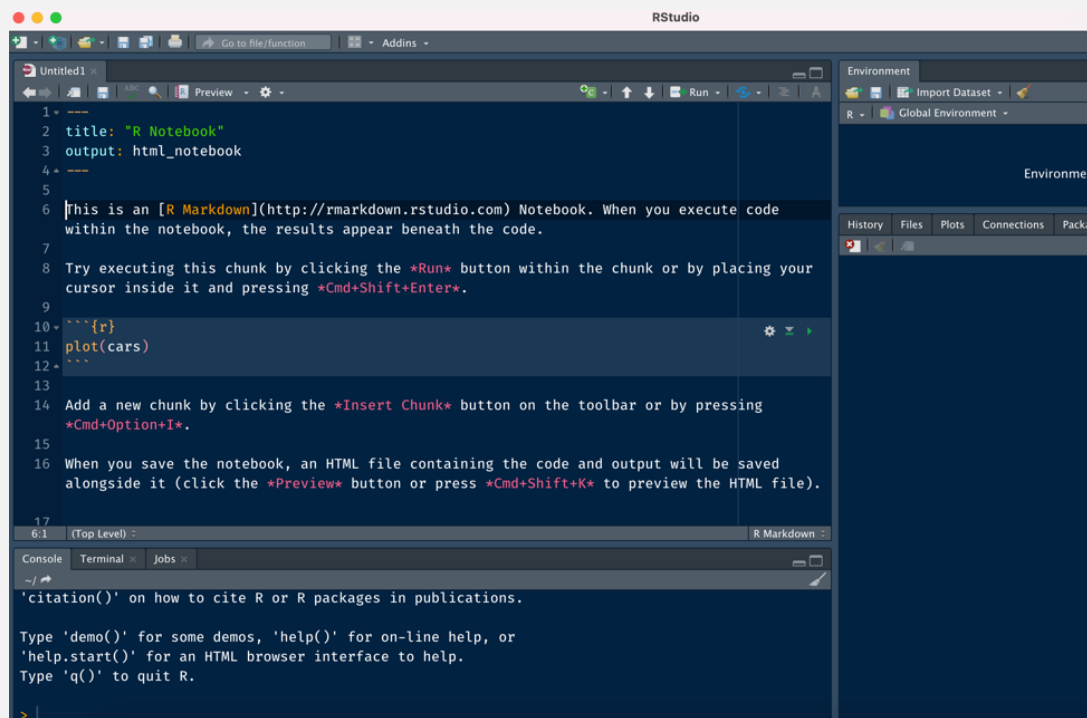 RStudio
Go to file/function
Addins
Untitled1
ABC
Preview
Run
1 ---
2 title: "R Notebook"
3 output: html_notebook
4 ---
5
6 This is an [R Markdown](http://rmarkdown.rstudio.com) Notebook. When you execute code
within the notebook, the results appear beneath the code.
7
8 Try executing this chunk by clicking the *Run* button within the chunk or by placing your
cursor inside it and pressing *Cmd+Shift+Enter*.
9
10 ```{r}
11 plot(cars)
12 ```
13
14 Add a new chunk by clicking the *Insert Chunk* button on the toolbar or by pressing
*Cmd+Option+I*.
15
16 When you save the notebook, an HTML file containing the code and output will be saved
alongside it (click the *Preview* button or press *Cmd+Shift+K* to preview the HTML file).
17
6:1 (Top Level)
R Markdown
Console Terminal Jobs
~/
'citation()' on how to cite R or R packages in publications.
Type 'demo()' for some demos, 'help()' for on-line help, or
'help.start()' for an HTML browser interface to help.
Type 'q()' to quit R.
>
Environment
Import Dataset
R Global Environment
Environme
History Files Plots Connections Packa